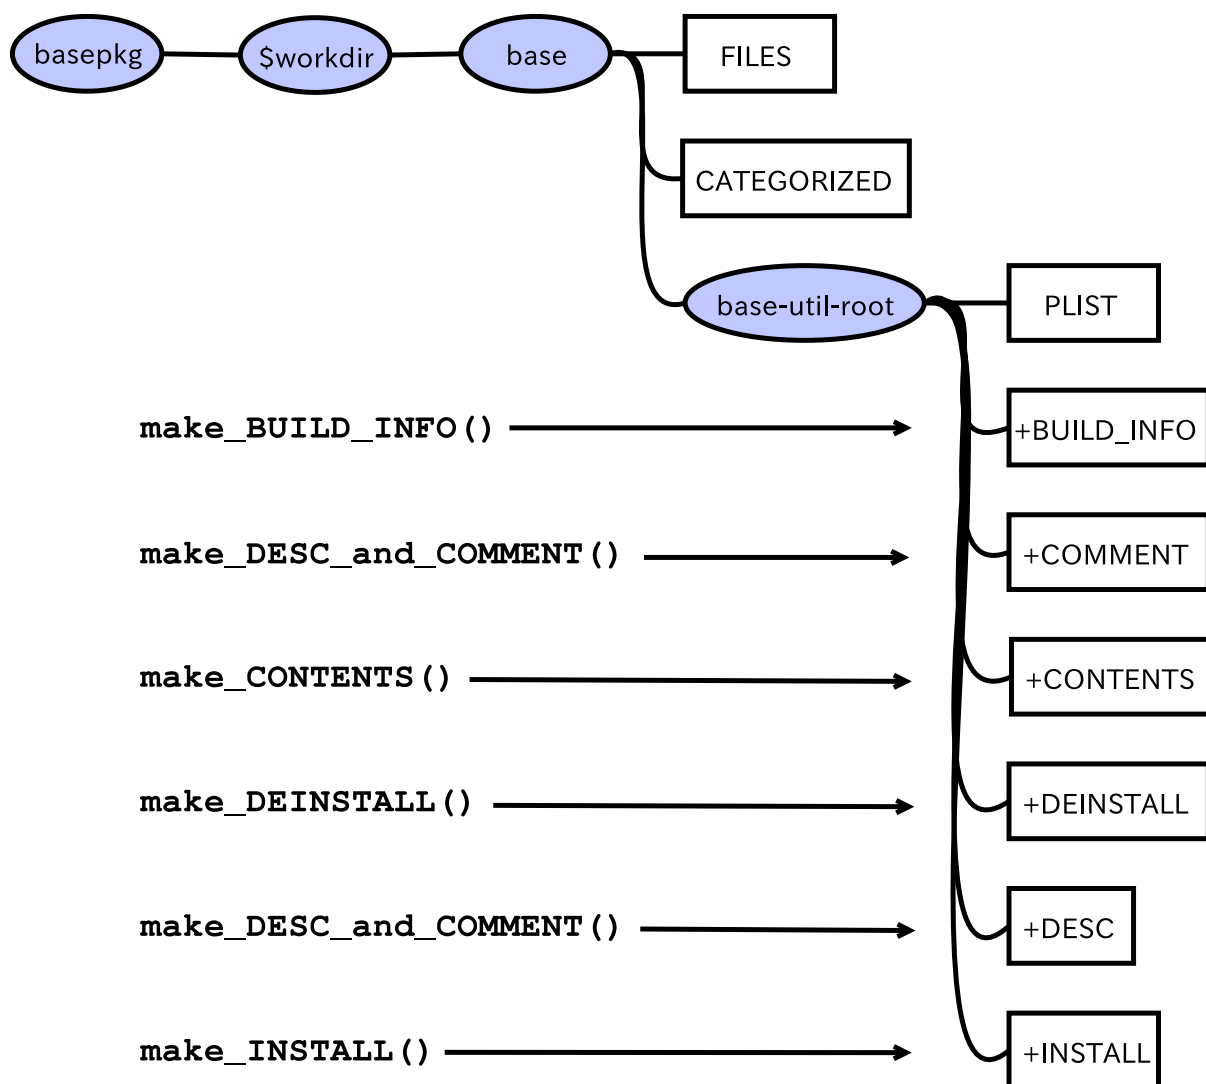 basepkg $workdir base FILES
CATEGORIZED
base-util-root PLIST
make_BUILD_INFO() +BUILD_INFO
make_DESC_and_COMMENT() +COMMENT
make_CONTENTS() +CONTENTS
make_DEINSTALL() +DEINSTALL
make_DESC_and_COMMENT() +DESC
make_INSTALL() +INSTALL